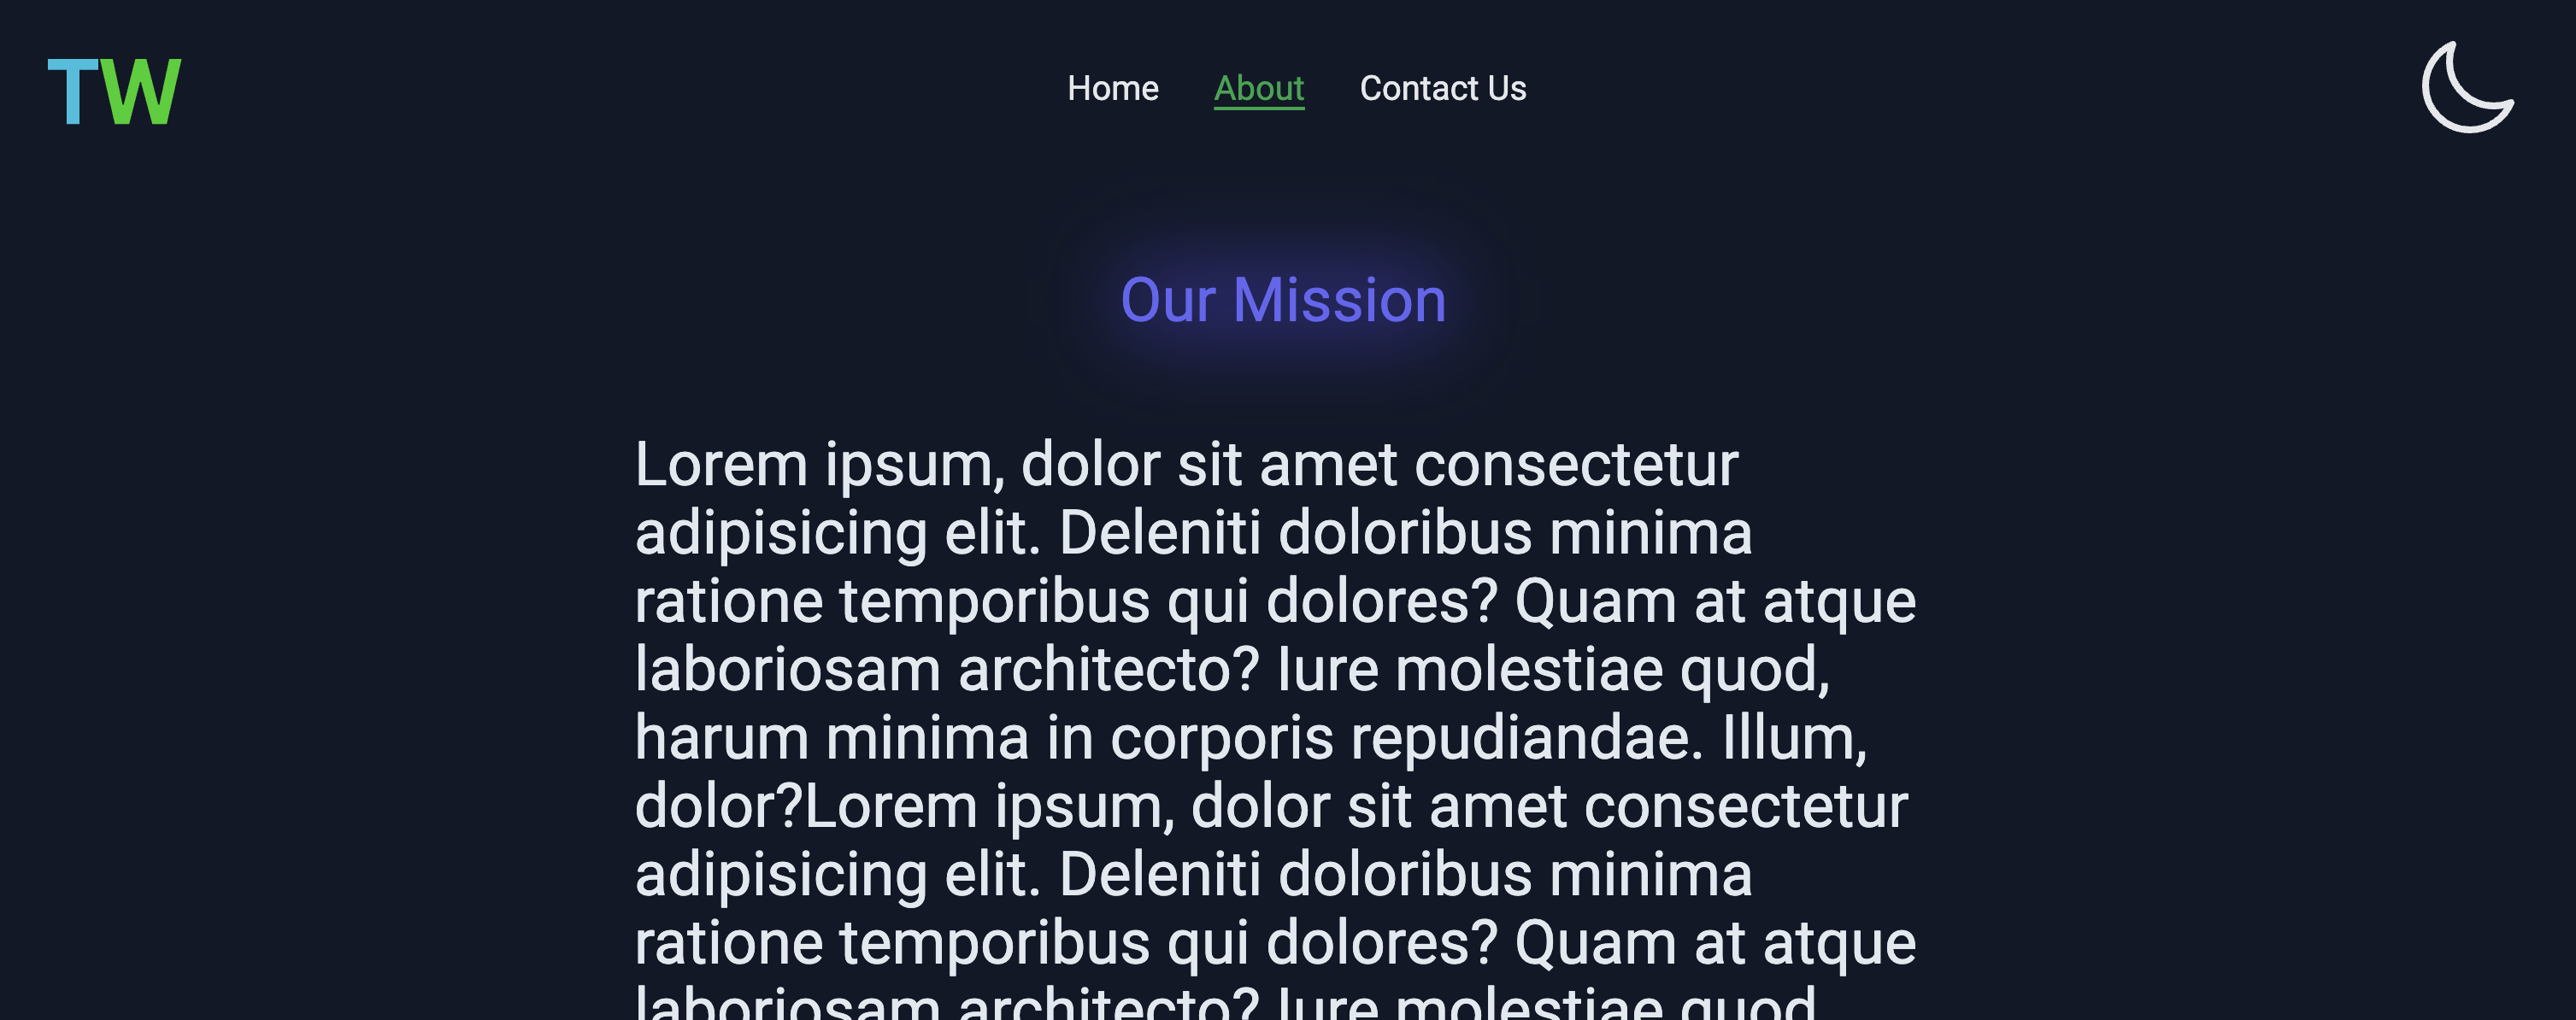 TW
Home About Contact Us
Our Mission
Lorem ipsum, dolor sit amet consectetur
adipisicing elit. Deleniti doloribus minima
ratione temporibus qui dolores? Quam at atque
laboriosam architecto? Iure molestiae quod,
harum minima in corporis repudiandae. Illum,
dolor?Lorem ipsum, dolor sit amet consectetur
adipisicing elit. Deleniti doloribus minima
ratione temporibus qui dolores? Quam at atque
laboriosam architecto? Iure molestiae quod